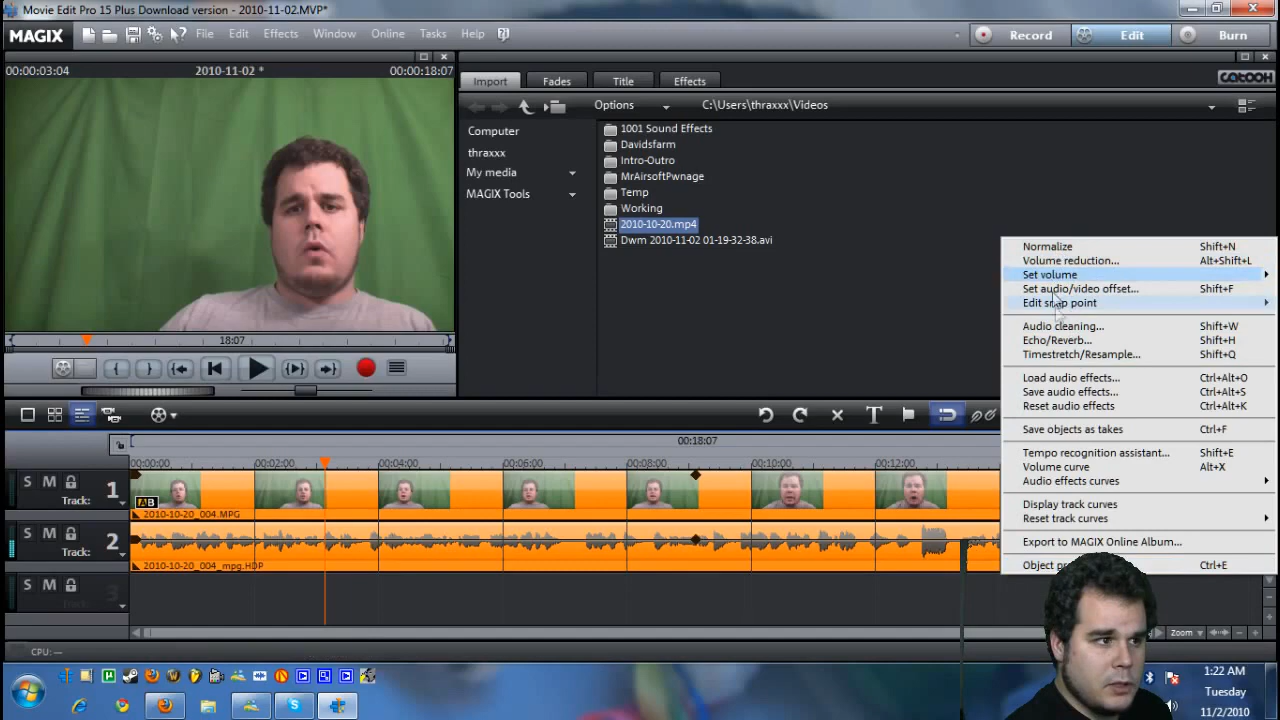 Movie Edit Pro 15 Plus Download version - 2010-11-02.MVP*
MAGIX
File Edit Effects Window Online Tasks Help
Record Edit Burn
00:00:03:04 2010-11-02 * 00:00:18:07
Import Fades Title Effects
catooh
Options C:\Users\thraxxx\Videos
Computer
thraxxx
My media
MAGIX Tools
1001 Sound Effects
Davidsfarm
Intro-Outro
MrAirsoftPwnage
Temp
Working
2010-10-20.mp4
Dwm 2010-11-02 01-19-32-38.avi
Normalize Shift+N
Volume reduction... Alt+Shift+L
Set volume
Set audio/video offset... Shift+F
Edit snap point
Audio cleaning... Shift+W
Echo/Reverb... Shift+H
Timestretch/Resample... Shift+Q
Load audio effects... Ctrl+Alt+O
Save audio effects... Ctrl+Alt+S
Reset audio effects Ctrl+Alt+K
Save objects as takes Ctrl+F
Tempo recognition assistant... Shift+E
Volume curve Alt+X
Audio effects curves
Display track curves
Reset track curves
Export to MAGIX Online Album...
Object Ctrl+E
18:07
00:18:07
00:00:00 00:02:00 00:04:00 00:06:00 00:08:00 00:10:00 00:12:00
S M 1
Track:
AB
2010-10-20_004.MPG
S M 2
Track:
2010-10-20_004_mpg.HDP
S M 3
Track:
Zoom
CPU: —
1:22 AM
Tuesday
11/2/2010